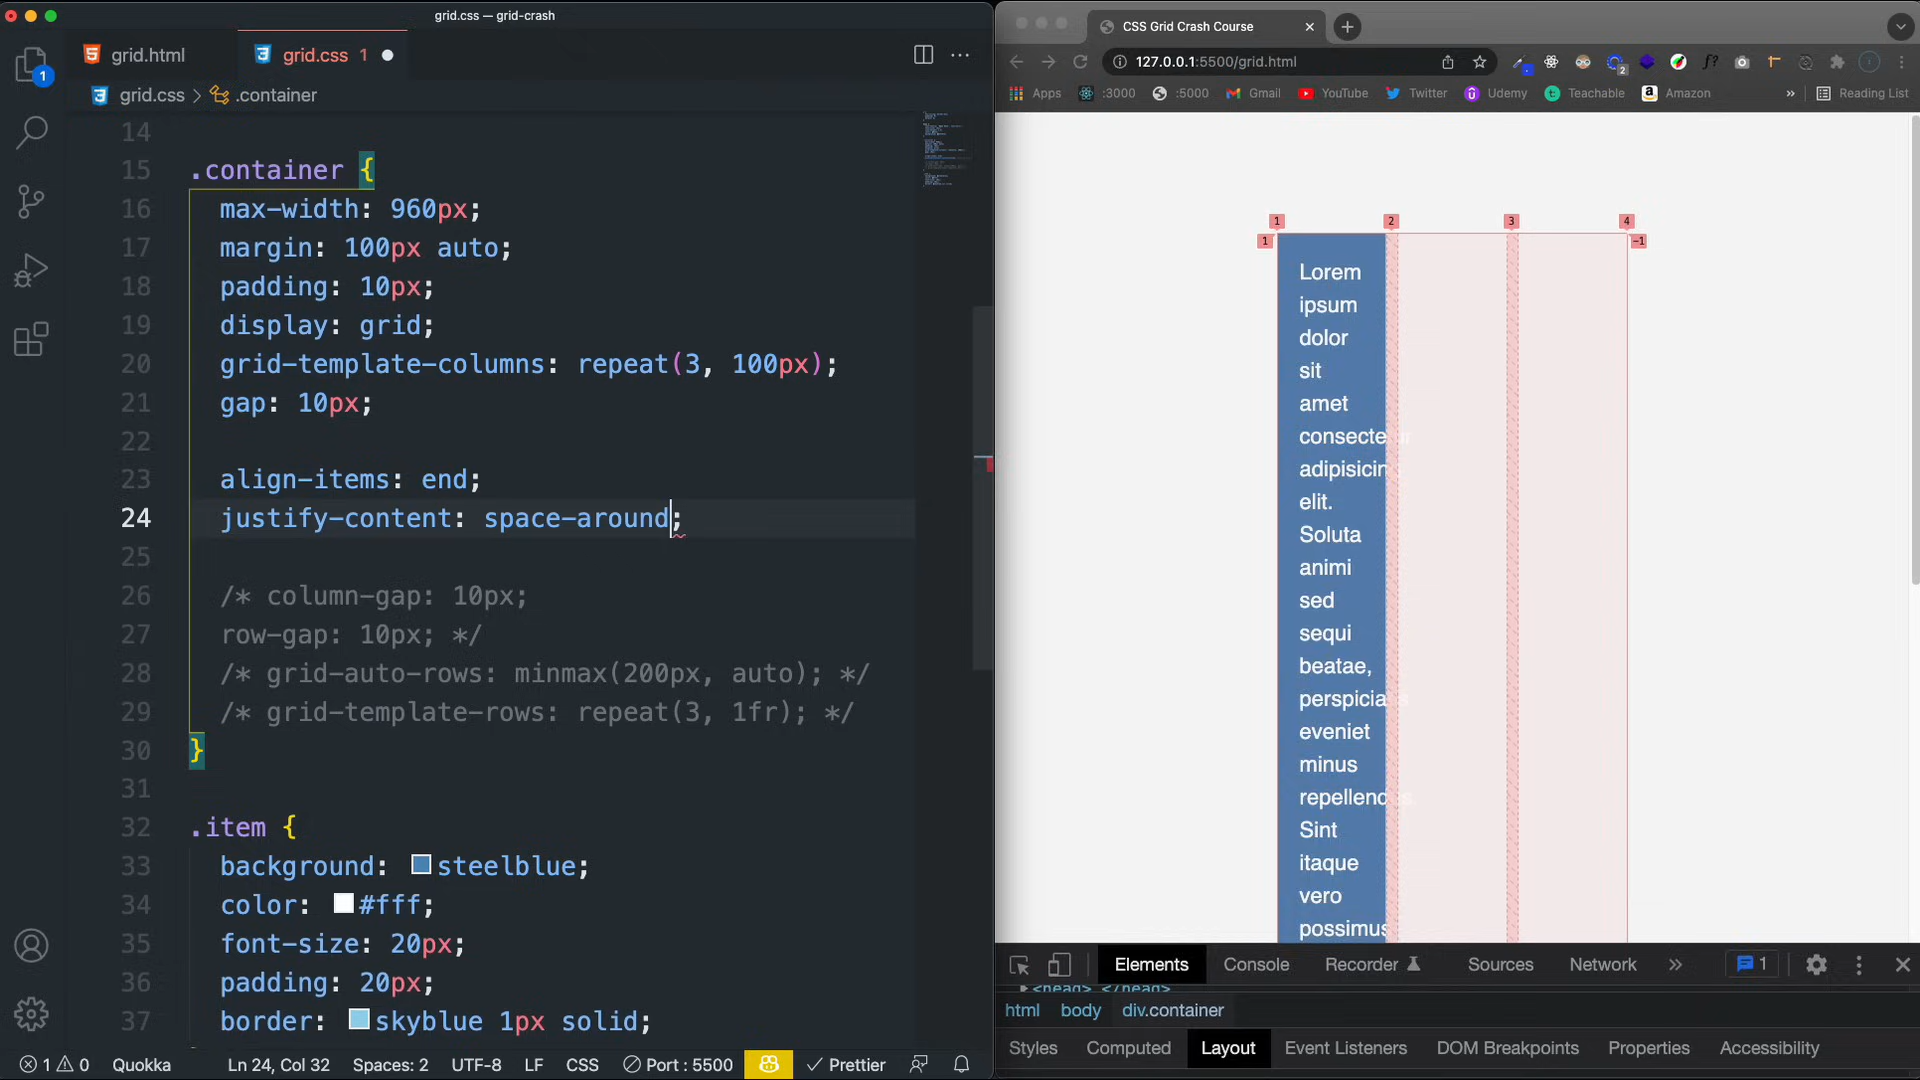 grid.css — grid-crash
grid.html
grid.css 1
grid.css > .container
14
15 .container {
16 max-width: 960px;
17 margin: 100px auto;
18 padding: 10px;
19 display: grid;
20 grid-template-columns: repeat(3, 100px);
21 gap: 10px;
22
23 align-items: end;
24 justify-content: space-around;
25
26 /* column-gap: 10px;
27 row-gap: 10px; */
28 /* grid-auto-rows: minmax(200px, auto); */
29 /* grid-template-rows: repeat(3, 1fr); */
30 }
31
32 .item {
33 background: steelblue;
34 color: #fff;
35 font-size: 20px;
36 padding: 20px;
37 border: skyblue 1px solid;
1
1 0 Quokka Ln 24, Col 32 Spaces: 2 UTF-8 LF CSS Port : 5500 Prettier
CSS Grid Crash Course
127.0.0.1:5500/grid.html
2
Apps :3000 :5000 Gmail YouTube Twitter Udemy Teachable Amazon » Reading List
1 2 3 4
1 -1
Lorem
ipsum
dolor
sit
amet
adipisicin
elit.
Soluta
animi
sed
sequi
beatae,
eveniet
minus
Sint
itaque
vero
possimus
Elements Console Recorder Sources Network » 1
<head> </head>
html body div.container
Styles Computed Layout Event Listeners DOM Breakpoints Properties Accessibility